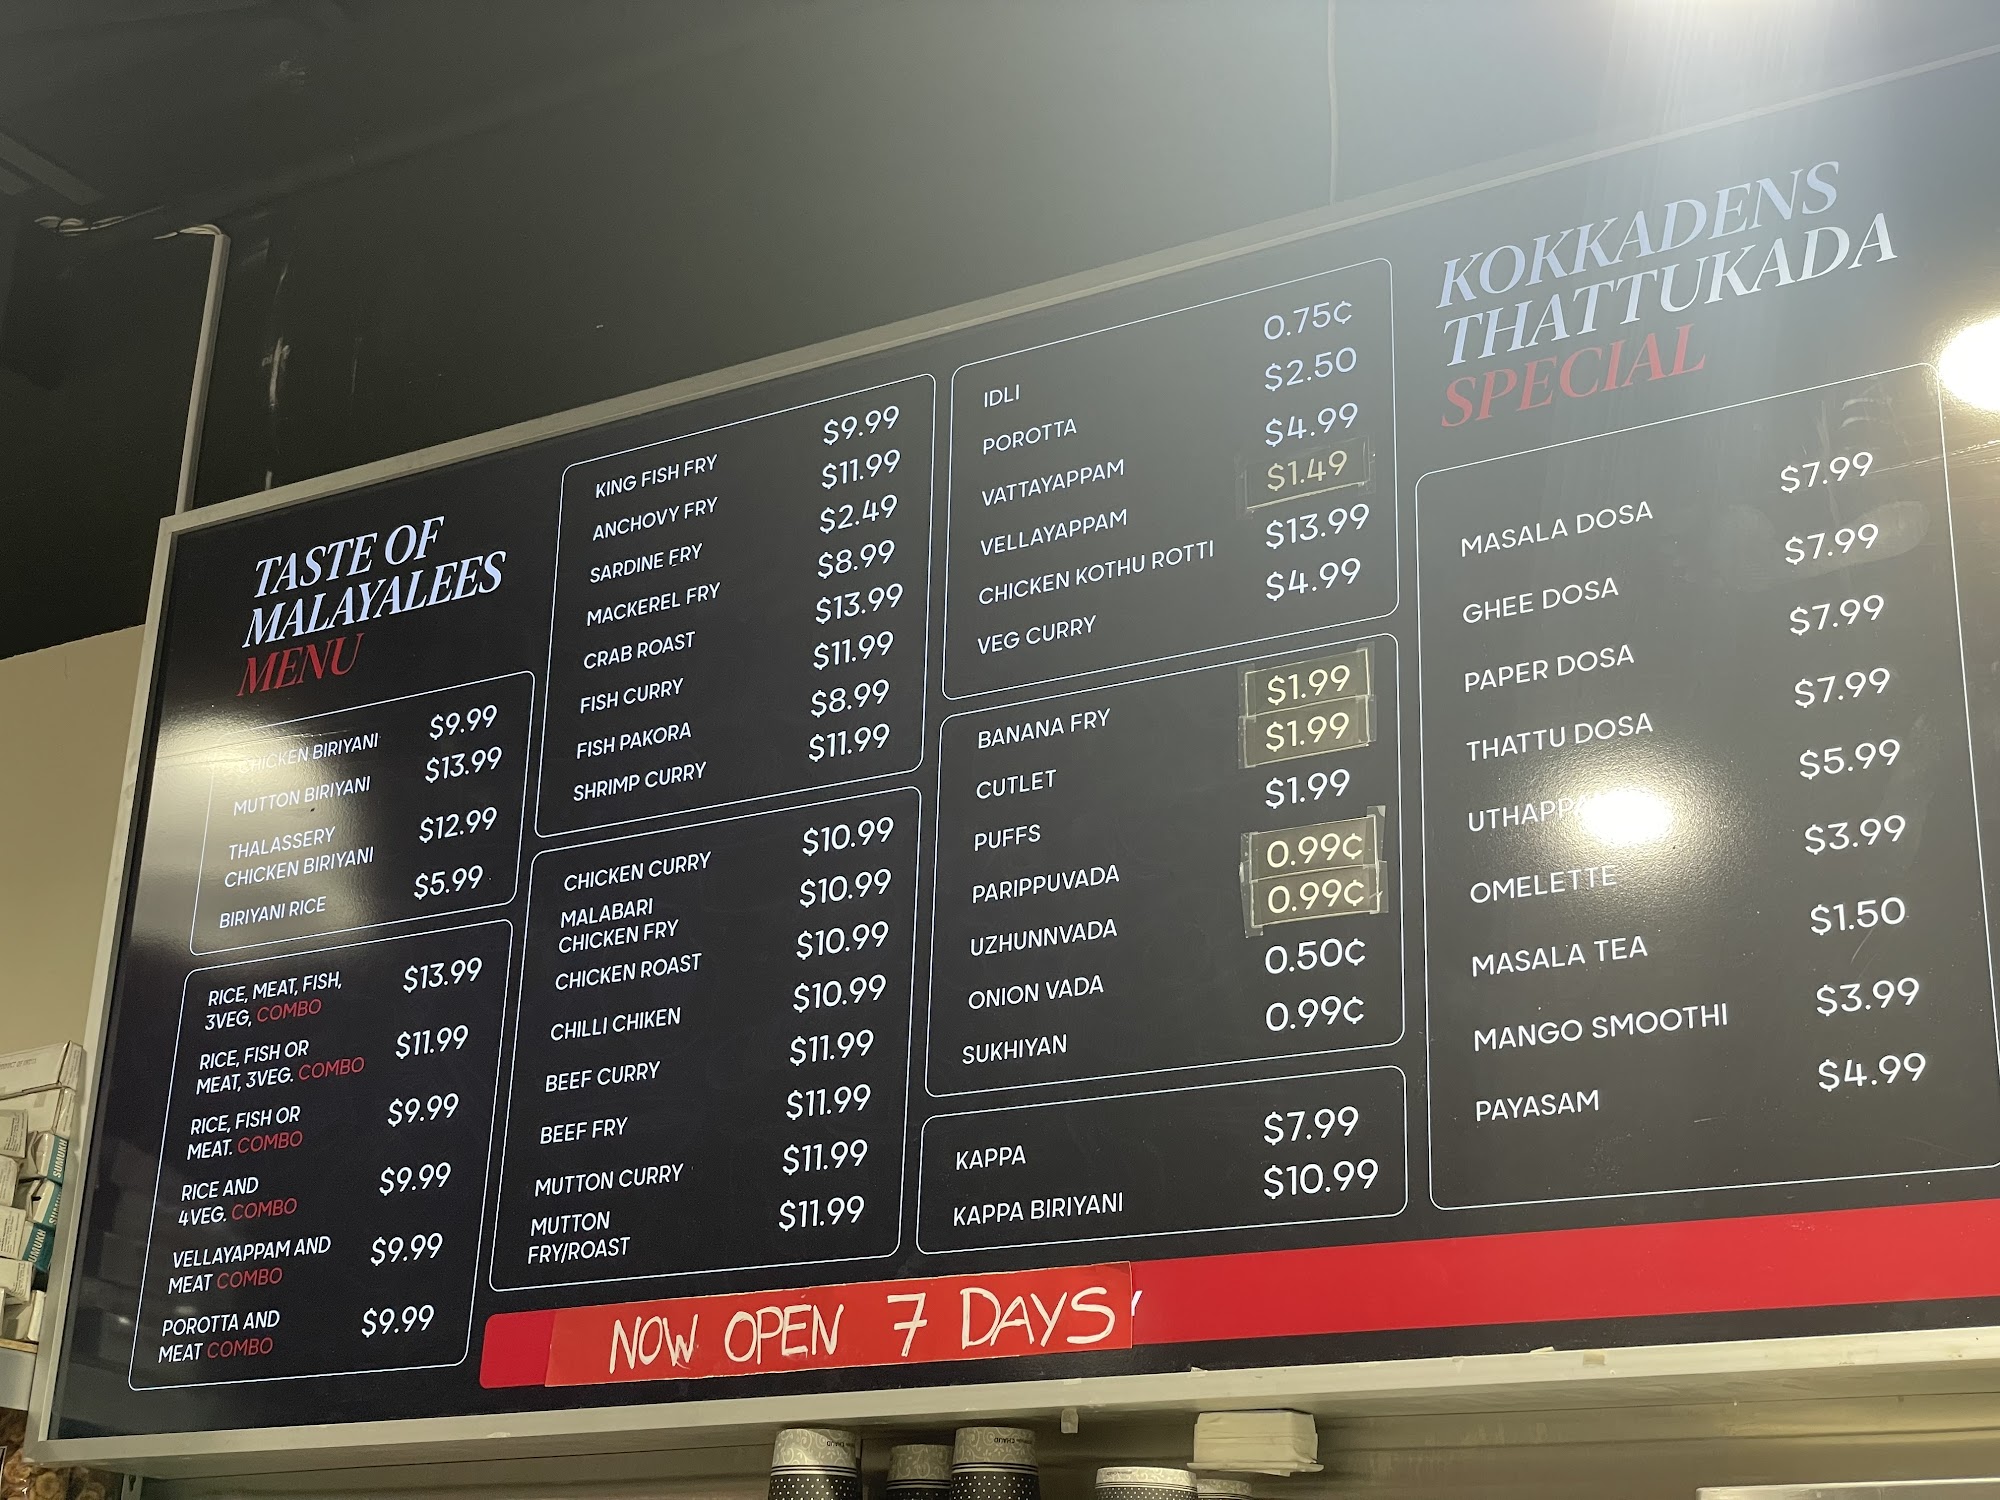 TASTE OF
MALAYALEES
MENU
CHICKEN BIRIYANI $9.99
MUTTON BIRIYANI $13.99
THALASSERY
CHICKEN BIRIYANI $12.99
BIRIYANI RICE $5.99
RICE, MEAT, FISH, $13.99
3VEG, COMBO
RICE, FISH OR $11.99
MEAT, 3VEG. COMBO
RICE, FISH OR $9.99
MEAT. COMBO
RICE AND $9.99
4VEG. COMBO
VELLAYAPPAM AND $9.99
MEAT COMBO
POROTTA AND $9.99
MEAT COMBO
KING FISH FRY $9.99
ANCHOVY FRY $11.99
SARDINE FRY $2.49
MACKEREL FRY $8.99
CRAB ROAST $13.99
FISH CURRY $11.99
FISH PAKORA $8.99
SHRIMP CURRY $11.99
CHICKEN CURRY $10.99
MALABARI $10.99
CHICKEN FRY
CHICKEN ROAST $10.99
CHILLI CHIKEN $10.99
BEEF CURRY $11.99
BEEF FRY $11.99
MUTTON CURRY $11.99
MUTTON $11.99
FRY/ROAST
IDLI 0.75¢
POROTTA $2.50
VATTAYAPPAM $4.99
VELLAYAPPAM $1.49
CHICKEN KOTHU ROTTI $13.99
VEG CURRY $4.99
BANANA FRY $1.99
CUTLET $1.99
PUFFS $1.99
PARIPPUVADA 0.99¢
UZHUNNVADA 0.99¢
ONION VADA 0.50¢
SUKHIYAN 0.99¢
KAPPA $7.99
KAPPA BIRIYANI $10.99
KOKKADENS
THATTUKADA
SPECIAL
MASALA DOSA $7.99
GHEE DOSA $7.99
PAPER DOSA $7.99
THATTU DOSA $7.99
$5.99
OMELETTE $3.99
MASALA TEA $1.50
MANGO SMOOTHI $3.99
PAYASAM $4.99
NOW OPEN 7 DAYS
SUMUKH